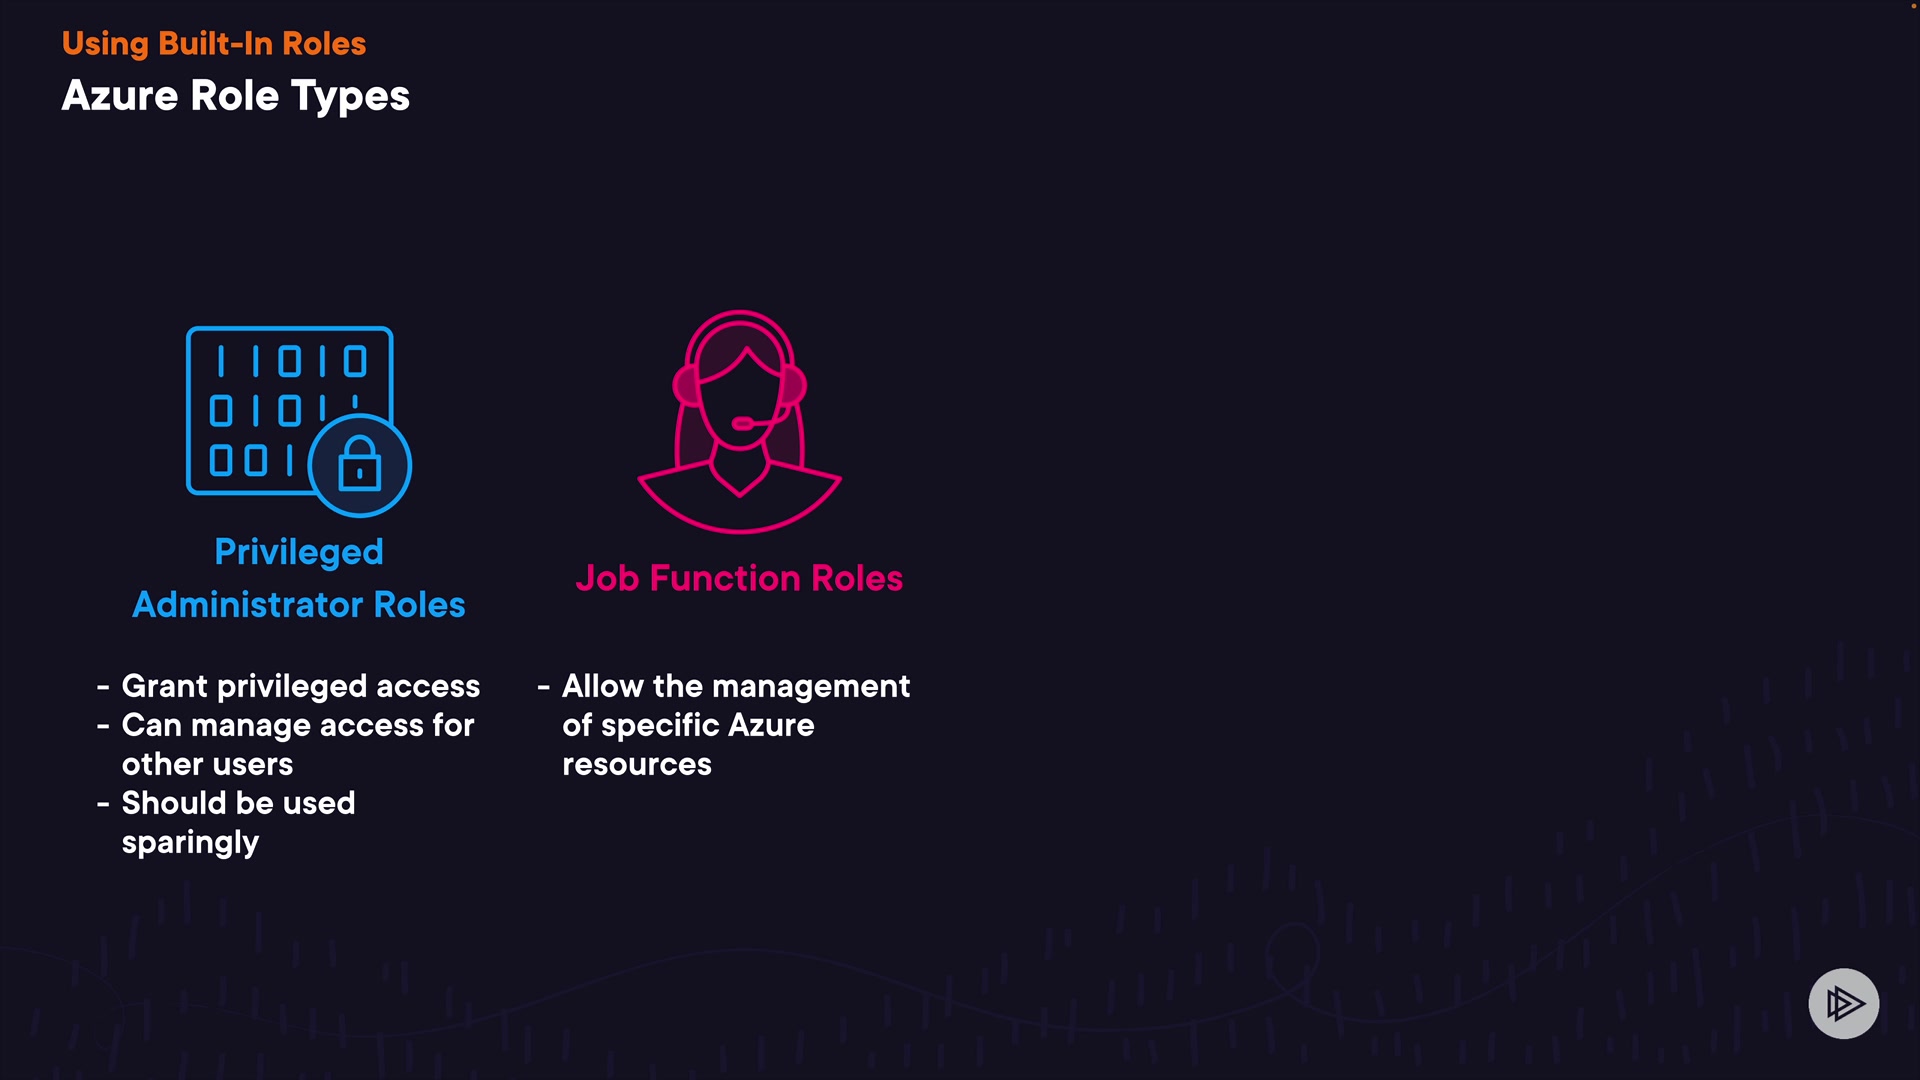 Using Built-In Roles
Azure Role Types
11010
0101
001
Privileged
Administrator Roles
- Grant privileged access
- Can manage access for
other users
- Should be used
sparingly
Job Function Roles
- Allow the management
of specific Azure
resources